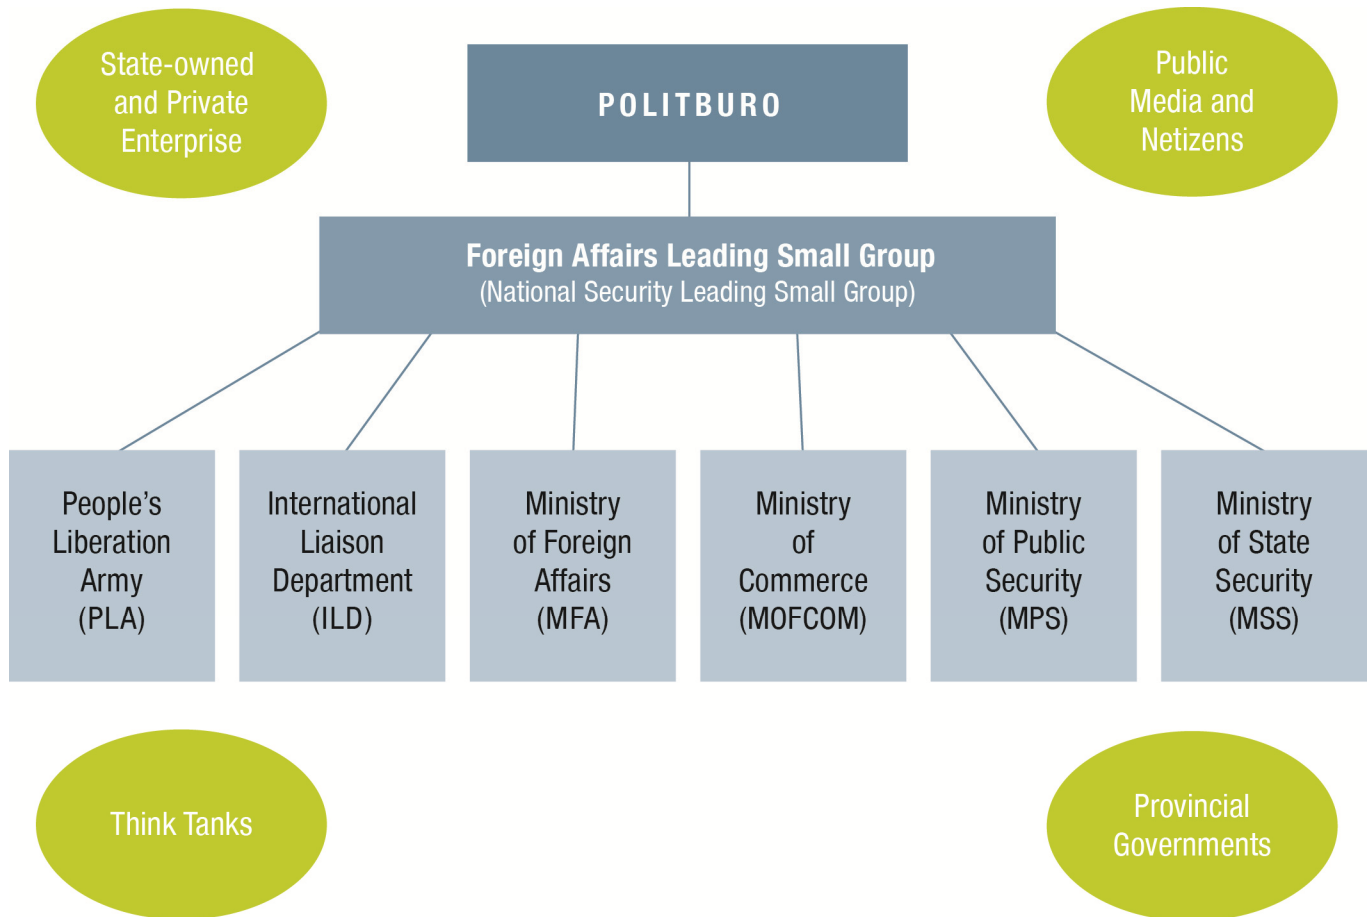 State-owned
and Private
Enterprise
POLITBURO
Public
Media and
Netizens
Foreign Affairs Leading Small Group
(National Security Leading Small Group)
People’s
Liberation
Army
(PLA)
International
Liaison
Department
(ILD)
Ministry
of Foreign
Affairs
(MFA)
Ministry
of
Commerce
(MOFCOM)
Ministry
of Public
Security
(MPS)
Ministry
of State
Security
(MSS)
Think Tanks
Provincial
Governments